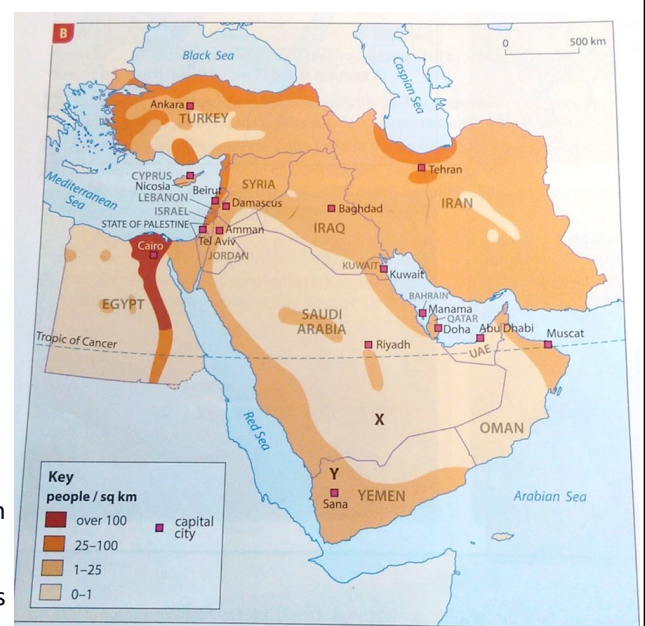 B
0 500 km
Black Sea
Caspian Sea
Ankara
TURKEY
Tehran
CYPRUS
Nicosia
Beirut
SYRIA
LEBANON
Damascus
Baghdad
IRAN
Mediterranean
Sea
ISRAEL
STATE OF PALESTINE
Amman
IRAQ
Cairo
Tel Aviv
JORDAN
KUWAIT
Kuwait
BAHRAIN
Manama
EGYPT
SAUDI
ARABIA
QATAR
Doha
Abu Dhabi
Muscat
Tropic of Cancer
Riyadh
UAE
Red Sea
X
OMAN
Y
YEMEN
Sana
Arabian Sea
Key
people / sq km
over 100
capital
city
25–100
1–25
0–1
n
s